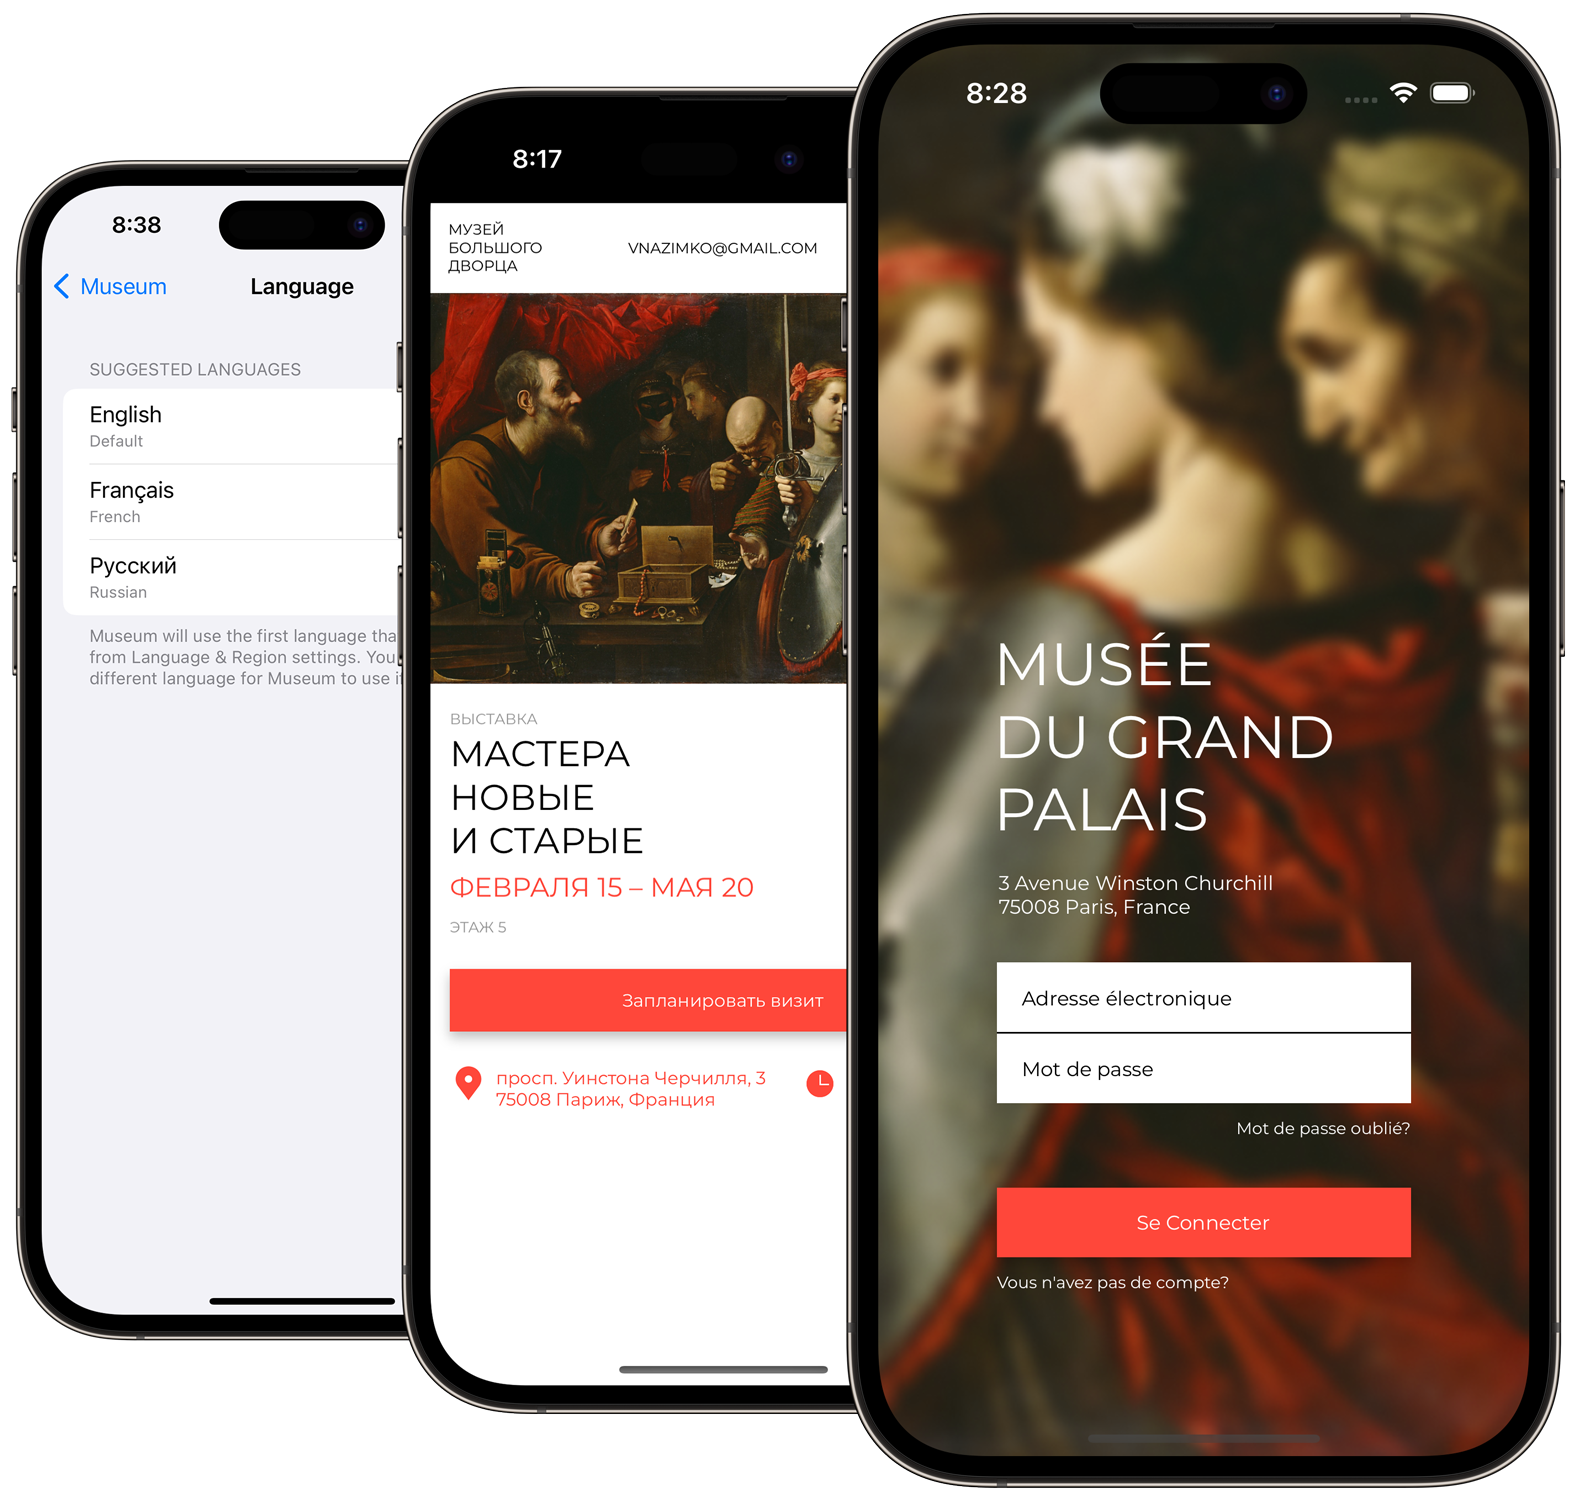 8:38
Museum
Language
SUGGESTED LANGUAGES
English
Default
Français
French
Русский
Russian
Museum will use the first language
from Language & Region settings. You
different language for Museum to use
8:17
МУЗЕЙ
БОЛЬШОГО
ДВОРЦА
VNAZIMKO@GMAIL.COM
ВЫСТАВКА
МАСТЕРА
НОВЫЕ
И СТАРЫЕ
ФЕВРАЛЯ 15 – МАЯ 20
ЭТАЖ 5
Запланировать визит
просп. Уинстона Черчилля, 3
75008 Париж, Франция
8:28
MUSÉE
DU GRAND
PALAIS
3 Avenue Winston Churchill
75008 Paris, France
Adresse électronique
Mot de passe
Mot de passe oublié?
Se Connecter
Vous n'avez pas de compte?